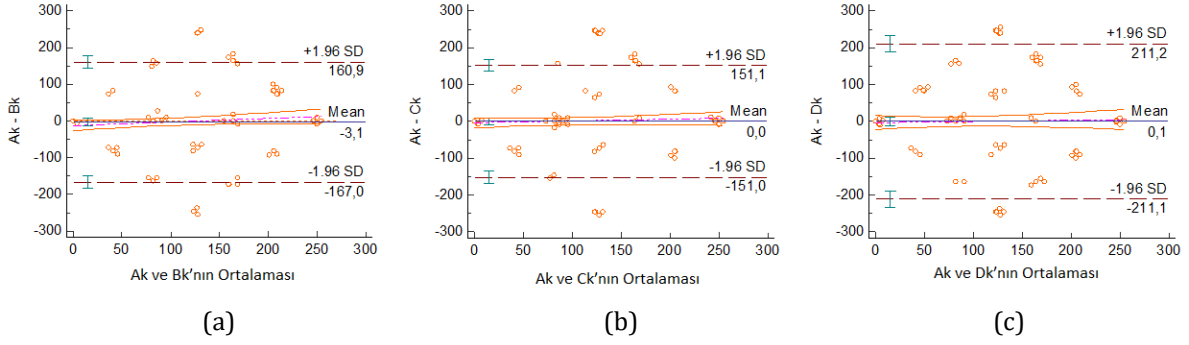 300
200
100
0
-100
-200
-300
Ak - Bk
+1.96 SD
160,9
Mean
-3,1
-1.96 SD
-167,0
0 50 100 150 200 250 300
Ak ve Bk’nın Ortalaması
(a)
300
200
100
0
-100
-200
-300
Ak - Ck
+1.96 SD
151,1
Mean
0,0
-1.96 SD
-151,0
0 50 100 150 200 250 300
Ak ve Ck’nın Ortalaması
(b)
300
200
100
0
-100
-200
-300
Ak - Dk
+1.96 SD
211,2
Mean
0,1
-1.96 SD
-211,1
0 50 100 150 200 250 300
Ak ve Dk’nın Ortalaması
(c)